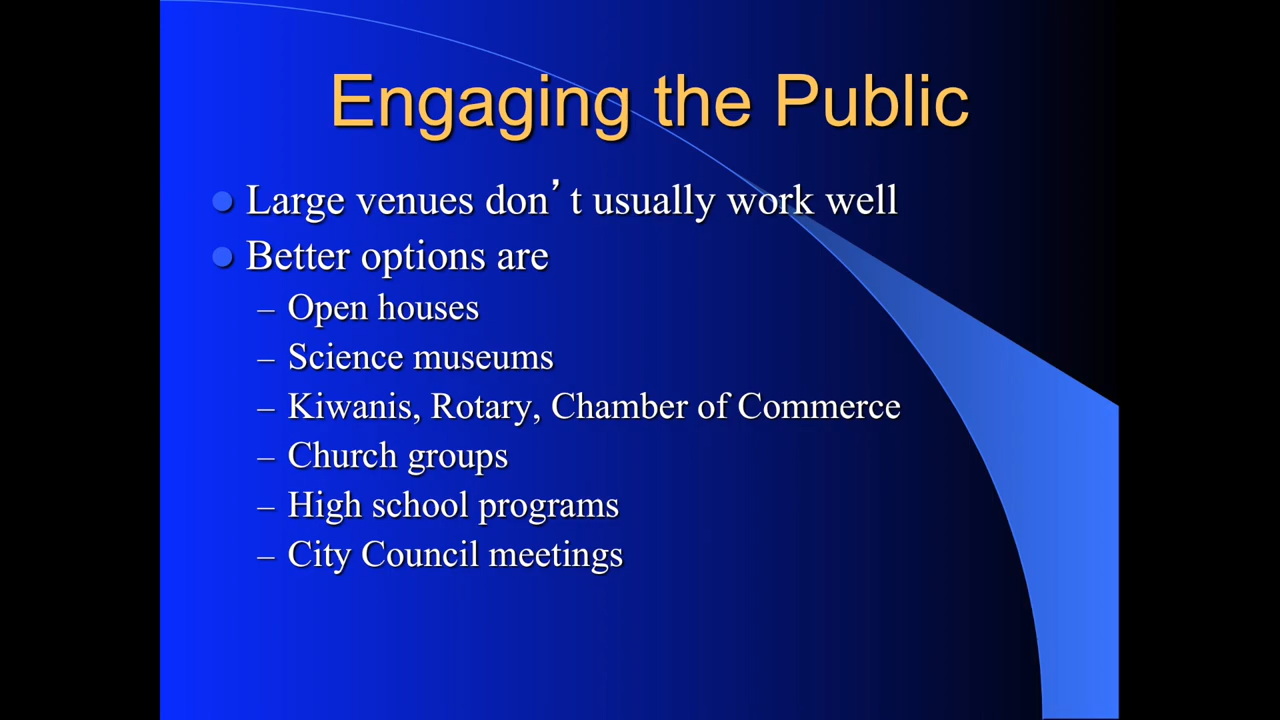 Engaging the Public
Large venues don’t usually work well
Better options are
– Open houses
– Science museums
– Kiwanis, Rotary, Chamber of Commerce
– Church groups
– High school programs
– City Council meetings